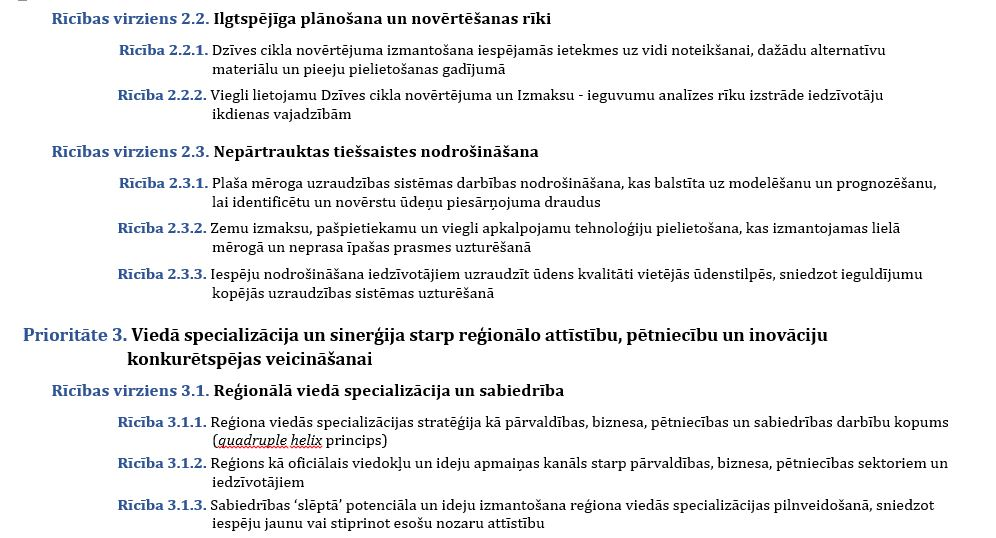 Rīcības virziens 2.2. Ilgtspējīga plānošana un novērtēšanas rīki
Rīcība 2.2.1. Dzīves cikla novērtējuma izmantošana iespējamās ietekmes uz vidi noteikšanai, dažādu alternatīvu
materiālu un pieeju pielietošanas gadījumā
Rīcība 2.2.2. Viegli lietojamu Dzīves cikla novērtējuma un Izmaksu - ieguvumu analīzes rīku izstrāde iedzīvotāju
ikdienas vajadzībām
Rīcības virziens 2.3. Nepārtrauktas tiešsaistes nodrošināšana
Rīcība 2.3.1. Plaša mēroga uzraudzības sistēmas darbības nodrošināšana, kas balstīta uz modelēšanu un prognozēšanu,
lai identificētu un novērstu ūdeņu piesārņojuma draudus
Rīcība 2.3.2. Zemu izmaksu, pašpietiekamu un viegli apkalpojamu tehnoloģiju pielietošana, kas izmantojamas lielā
mērogā un neprasa īpašas prasmes uzturēšanā
Rīcība 2.3.3. Iespēju nodrošināšana iedzīvotājiem uzraudzīt ūdens kvalitāti vietējās ūdenstilpēs, sniedzot ieguldījumu
kopējās uzraudzības sistēmas uzturēšanā
Prioritāte 3. Viedā specializācija un sinerģija starp reģionālo attīstību, pētniecību un inovāciju
konkurētspējas veicināšanai
Rīcības virziens 3.1. Reģionālā viedā specializācija un sabiedrība
Rīcība 3.1.1. Reģiona viedās specializācijas stratēģija kā pārvaldības, biznesa, pētniecības un sabiedrības darbību kopums
(quadruple helix princips)
Rīcība 3.1.2. Reģions kā oficiālais viedokļu un ideju apmaiņas kanāls starp pārvaldības, biznesa, pētniecības sektoriem un
iedzīvotājiem
Rīcība 3.1.3. Sabiedrības ‘slēptā’ potenciāla un ideju izmantošana reģiona viedās specializācijas pilnveidošanā, sniedzot
iespēju jaunu vai stiprinot esošu nozaru attīstību